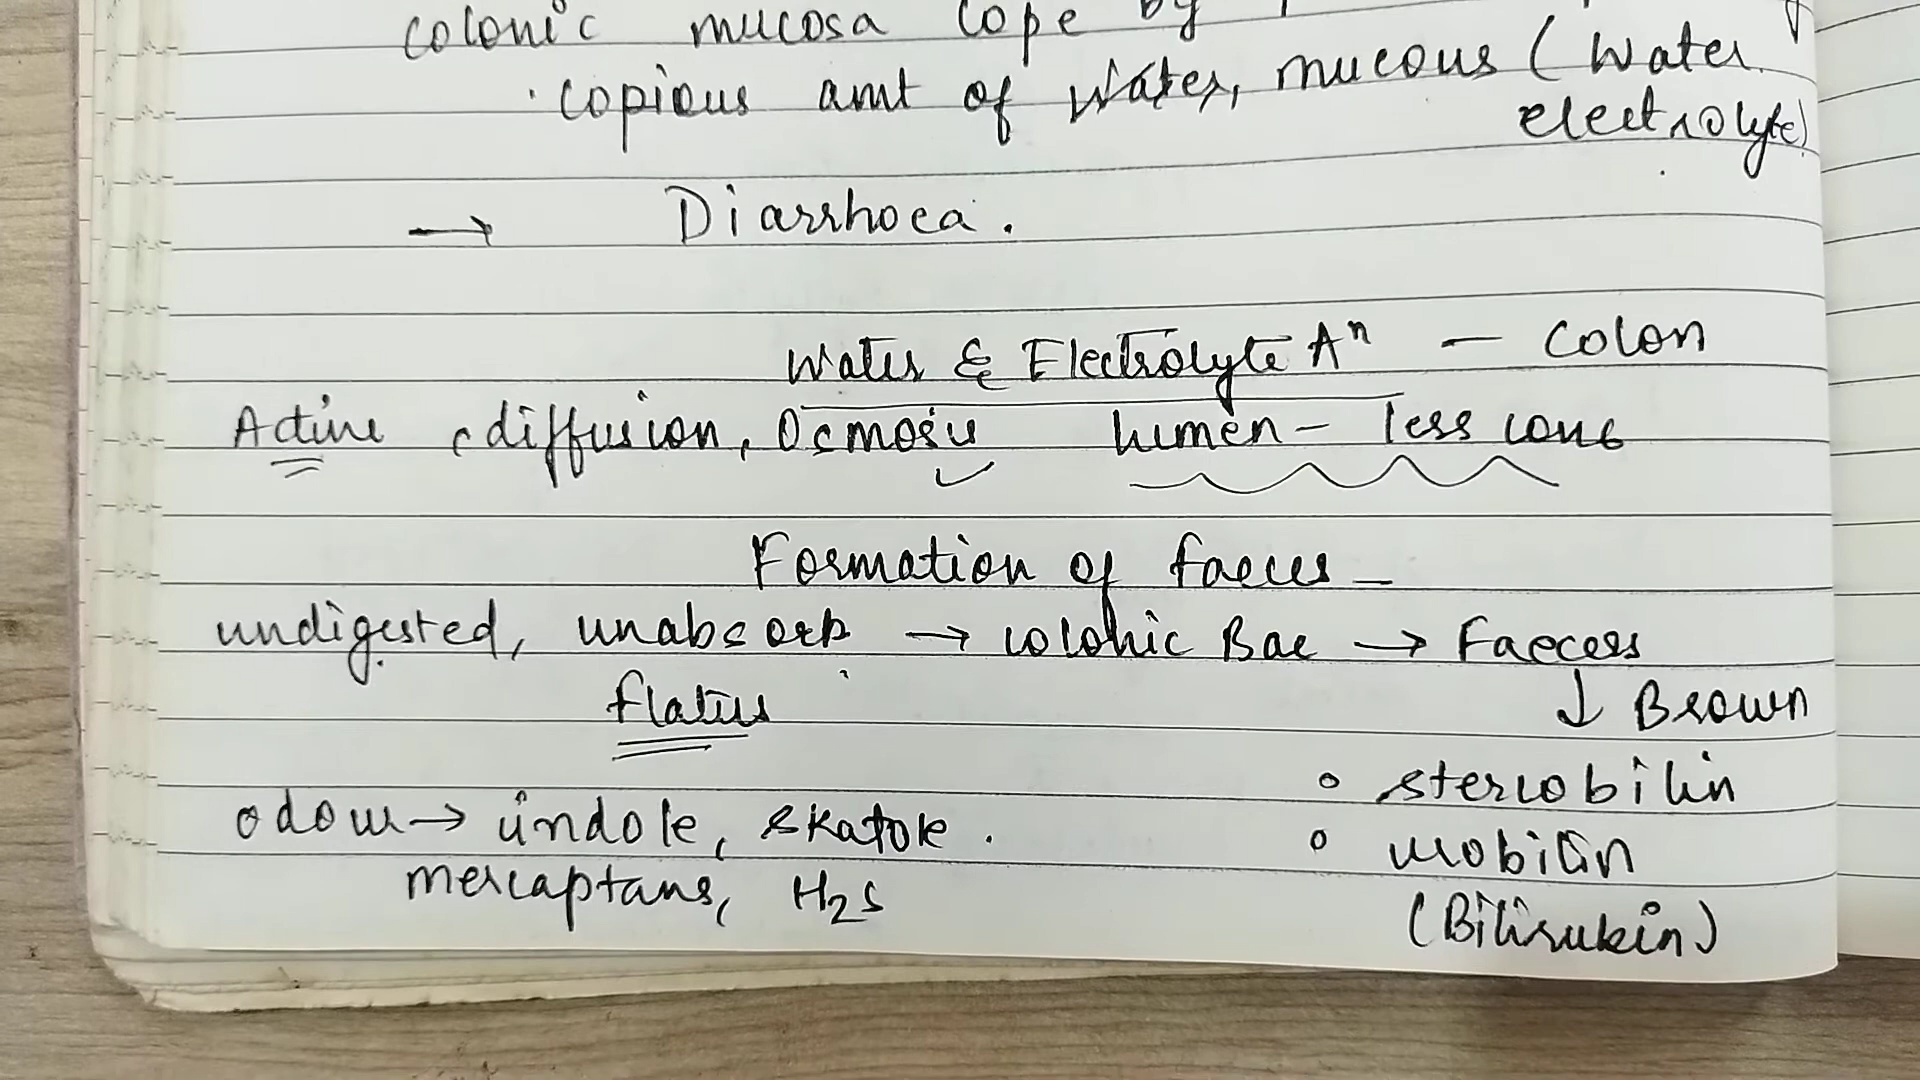 colonic mucosa cope by
copious amt of water, mucous (water
electrolyte)
→ Diarrhoea.
Water & Electrolyte Aⁿ — Colon
Active diffusion, Osmosis lumen - less conc
Formation of faeces -
undigested, unabsorb → colonic Bac → Faecess
flatus ↓ Brown
◦ stercobilin
odour → indole, skatole.
◦ urobilin
mercaptans, H₂S
(Bilirubin)